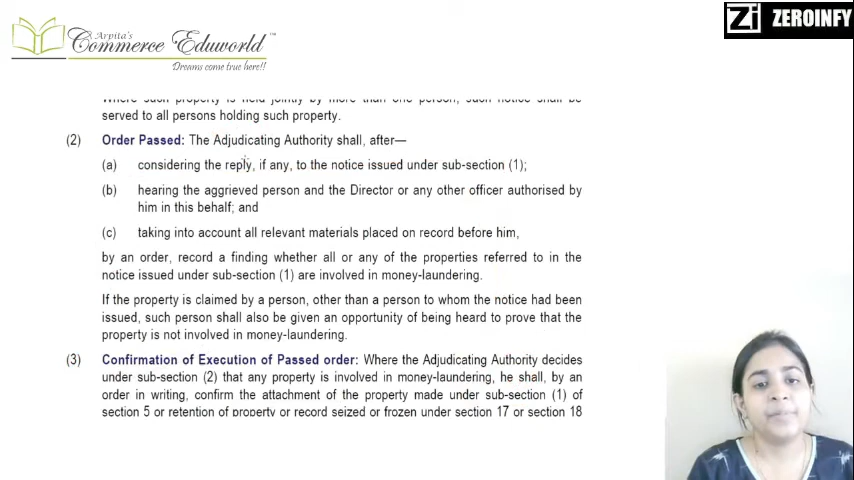 Arpita's
Commerce Eduworld™
Dreams come true here!!
Zi ZEROINFY
Where such property is held jointly by more than one person, such notice shall be
served to all persons holding such property.
(2) Order Passed: The Adjudicating Authority shall, after—
(a) considering the reply, if any, to the notice issued under sub-section (1);
(b) hearing the aggrieved person and the Director or any other officer authorised by
him in this behalf; and
(c) taking into account all relevant materials placed on record before him,
by an order, record a finding whether all or any of the properties referred to in the
notice issued under sub-section (1) are involved in money-laundering.
If the property is claimed by a person, other than a person to whom the notice had been
issued, such person shall also be given an opportunity of being heard to prove that the
property is not involved in money-laundering.
(3) Confirmation of Execution of Passed order: Where the Adjudicating Authority decides
under sub-section (2) that any property is involved in money-laundering, he shall, by an
order in writing, confirm the attachment of the property made under sub-section (1) of
section 5 or retention of property or record seized or frozen under section 17 or section 18